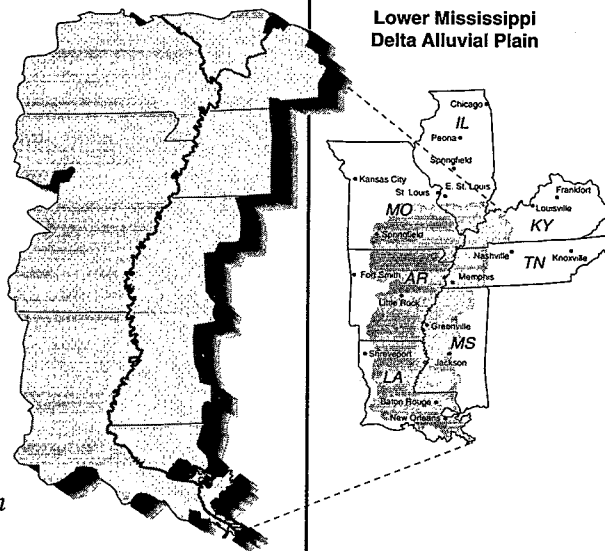 Lower Mississippi
Delta Alluvial Plain
Chicago
IL
Peoria
Springfield
Kansas City
E. St. Louis
St Louis
Frankfort
Louisville
MO
KY
Springfield
Nashville
Knoxville
TN
Fort Smith
AR
Memphis
Little Rock
Greenville
MS
Shreveport
Jackson
LA
Baton Rouge
New Orleans
n